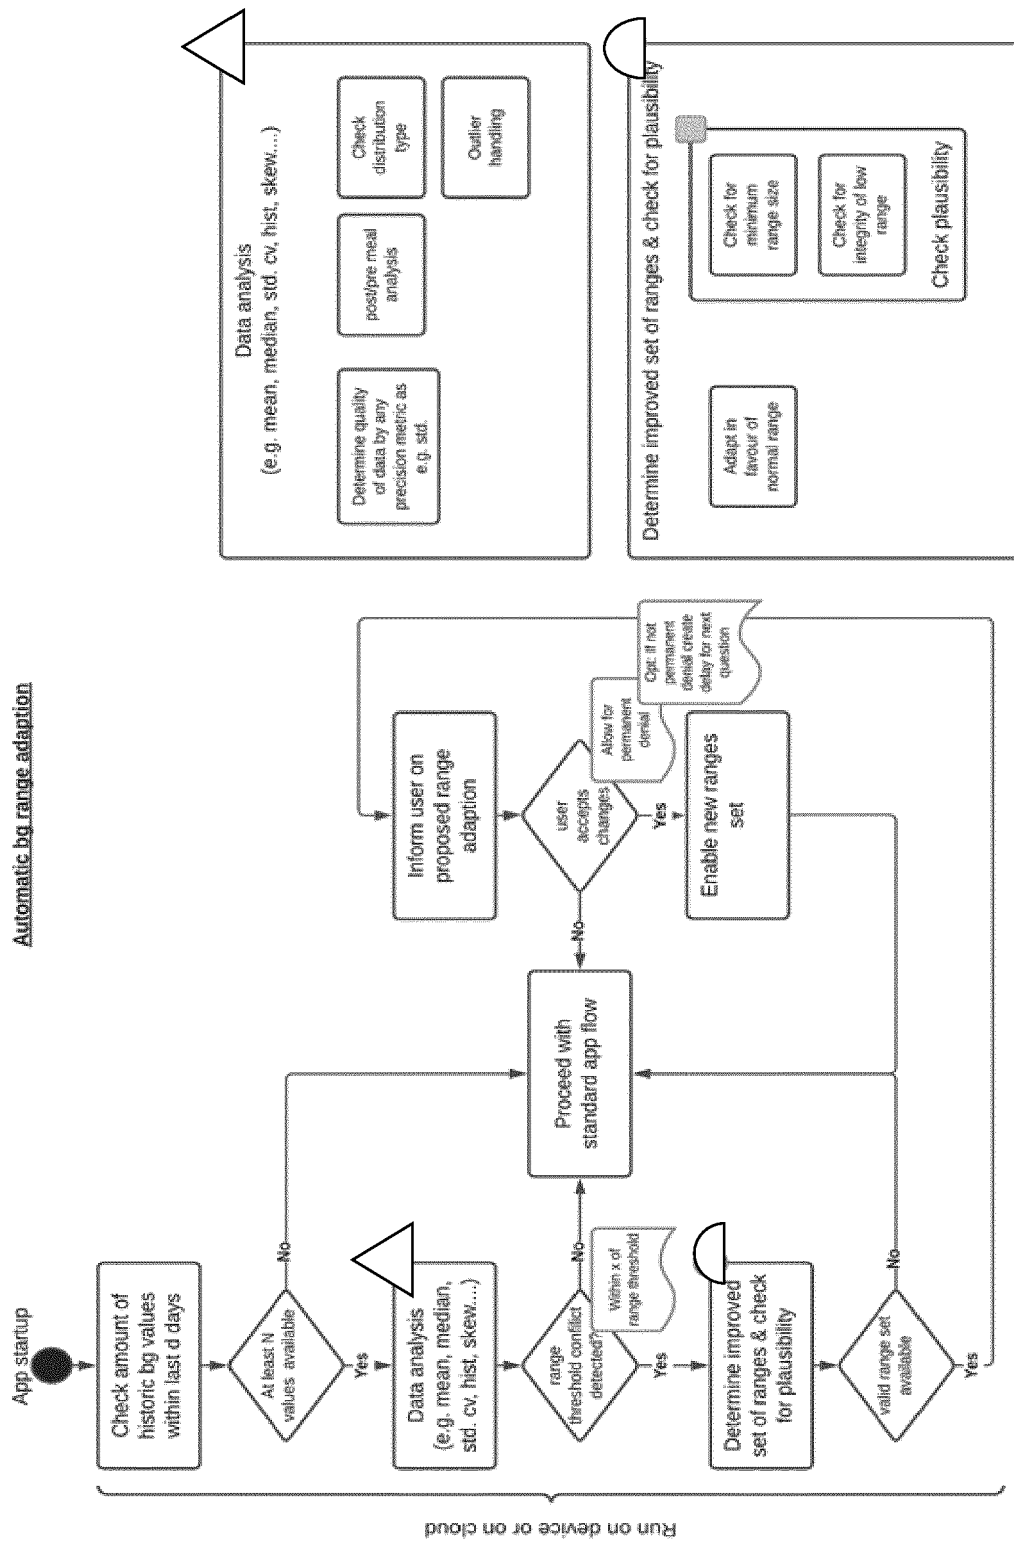 Automatic bg range adaption
App startup
Check amount of
historic bg values
within last d days
At least N
values available
No
Yes
Data analysis
(e.g. mean, median,
std. cv, hist, skew....)
range
threshold conflict
detected?
No
Within x of
range threshold
Yes
Determine improved
set of ranges & check
for plausibility
valid range set
available
No
Yes
Run on device or on cloud
Proceed with
standard app flow
Inform user on
proposed range
adaption
user
accepts
changes
No
Allow for
permanent
denial
Opt: if not
permanent
denial create
delay for next
question
Yes
Enable new ranges
set
Data analysis
(e.g. mean, median, std. cv, hist, skew....)
Determine quality
of data by any
precision metric as
e.g. std.
post/pre meal
analysis
Check
distribution
type
Outlier
handling
Determine improved set of ranges & check for plausibility
Adapt in
favour of
normal range
Check for
minimum
range size
Check for
integrity of low
range
Check plausibility